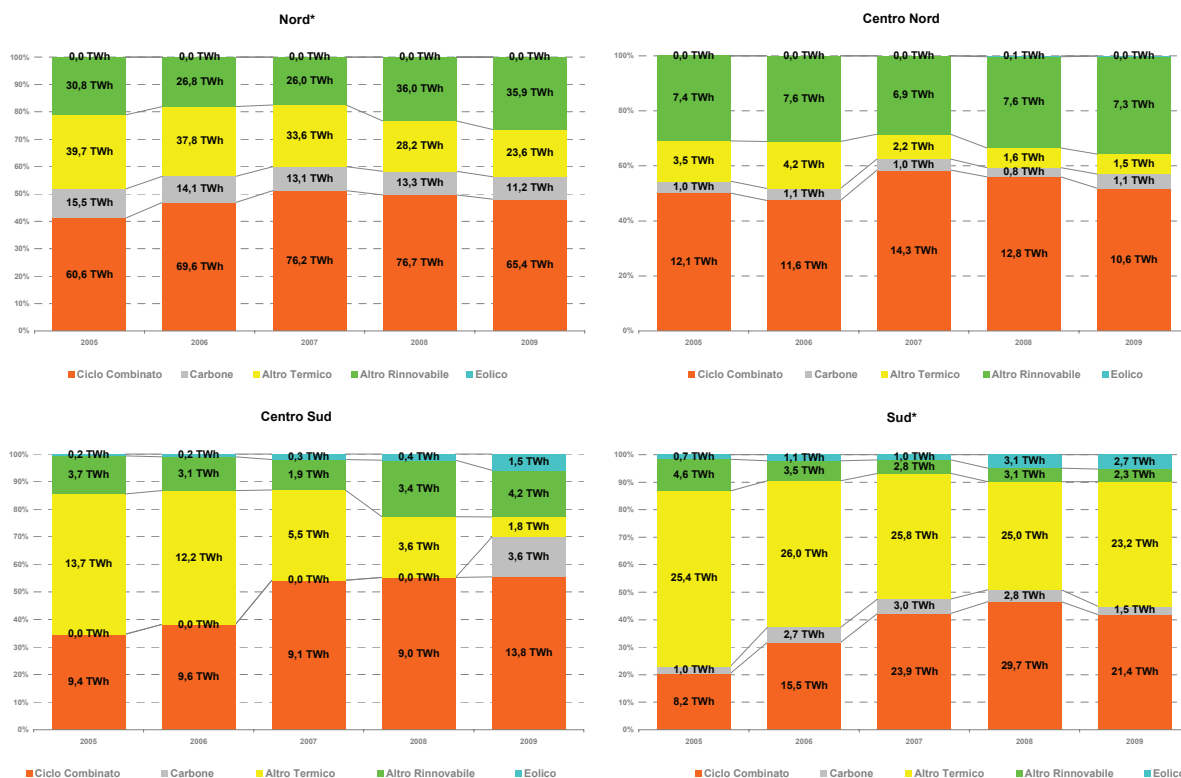 Nord*
100%
90%
80%
70%
60%
50%
40%
30%
20%
10%
0%
0,0 TWh 0,0 TWh 0,0 TWh 0,0 TWh 0,0 TWh
30,8 TWh 26,8 TWh 26,0 TWh 36,0 TWh 35,9 TWh
39,7 TWh 37,8 TWh 33,6 TWh 28,2 TWh 23,6 TWh
15,5 TWh 14,1 TWh 13,1 TWh 13,3 TWh 11,2 TWh
60,6 TWh 69,6 TWh 76,2 TWh 76,7 TWh 65,4 TWh
2005 2006 2007 2008 2009
Ciclo Combinato Carbone Altro Termico Altro Rinnovabile Eolico
Centro Nord
100%
90%
80%
70%
60%
50%
40%
30%
20%
10%
0%
0,0 TWh 0,0 TWh 0,0 TWh 0,1 TWh 0,0 TWh
7,4 TWh 7,6 TWh 6,9 TWh 7,6 TWh 7,3 TWh
3,5 TWh 4,2 TWh 2,2 TWh 1,6 TWh 1,5 TWh
1,0 TWh 1,1 TWh 1,0 TWh 0,8 TWh 1,1 TWh
12,1 TWh 11,6 TWh 14,3 TWh 12,8 TWh 10,6 TWh
2005 2006 2007 2008 2009
Ciclo Combinato Carbone Altro Termico Altro Rinnovabile Eolico
Centro Sud
100%
90%
80%
70%
60%
50%
40%
30%
20%
10%
0%
0,2 TWh 0,2 TWh 0,3 TWh 0,4 TWh 1,5 TWh
3,7 TWh 3,1 TWh 1,9 TWh 3,4 TWh 4,2 TWh
13,7 TWh 12,2 TWh 5,5 TWh 3,6 TWh 1,8 TWh
0,0 TWh 0,0 TWh 0,0 TWh 0,0 TWh 3,6 TWh
9,4 TWh 9,6 TWh 9,1 TWh 9,0 TWh 13,8 TWh
2005 2006 2007 2008 2009
Ciclo Combinato Carbone Altro Termico Altro Rinnovabile Eolico
Sud*
100%
90%
80%
70%
60%
50%
40%
30%
20%
10%
0%
0,7 TWh 1,1 TWh 1,0 TWh 3,1 TWh 2,7 TWh
4,6 TWh 3,5 TWh 2,8 TWh 3,1 TWh 2,3 TWh
25,4 TWh 26,0 TWh 25,8 TWh 25,0 TWh 23,2 TWh
1,0 TWh 2,7 TWh 3,0 TWh 2,8 TWh 1,5 TWh
8,2 TWh 15,5 TWh 23,9 TWh 29,7 TWh 21,4 TWh
2005 2006 2007 2008 2009
Ciclo Combinato Carbone Altro Termico Altro Rinnovabile Eolico